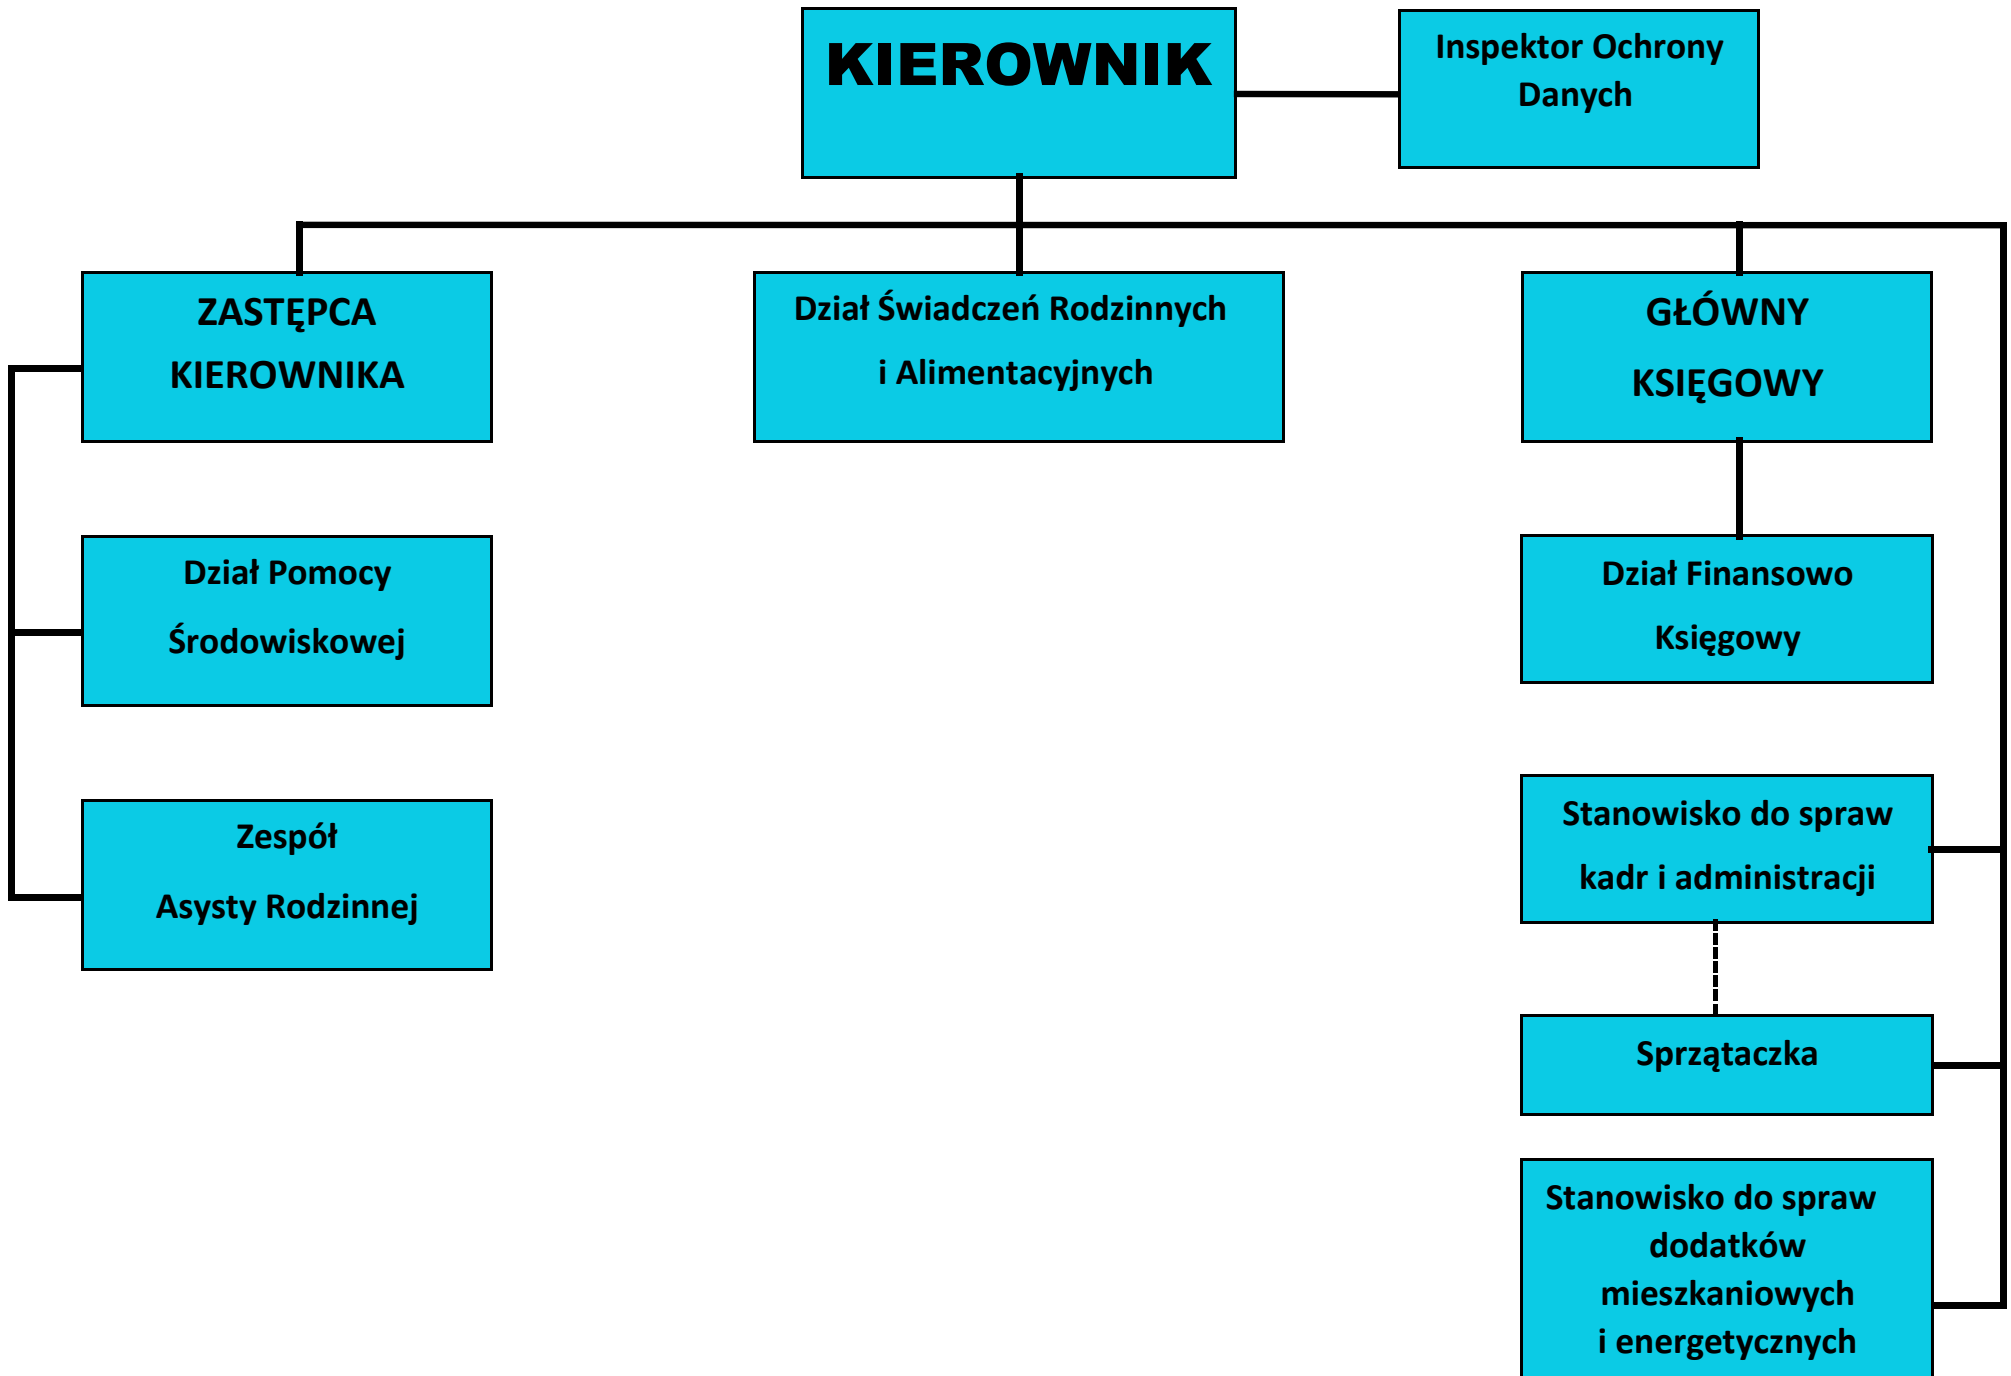 KIEROWNIK
Inspektor Ochrony
Danych
ZASTĘPCA
KIEROWNIKA
Dział Świadczeń Rodzinnych
i Alimentacyjnych
GŁÓWNY
KSIĘGOWY
Dział Pomocy
Środowiskowej
Dział Finansowo
Księgowy
Zespół
Asysty Rodzinnej
Stanowisko do spraw
kadr i administracji
Sprzątaczka
Stanowisko do spraw
dodatków
mieszkaniowych
i energetycznych